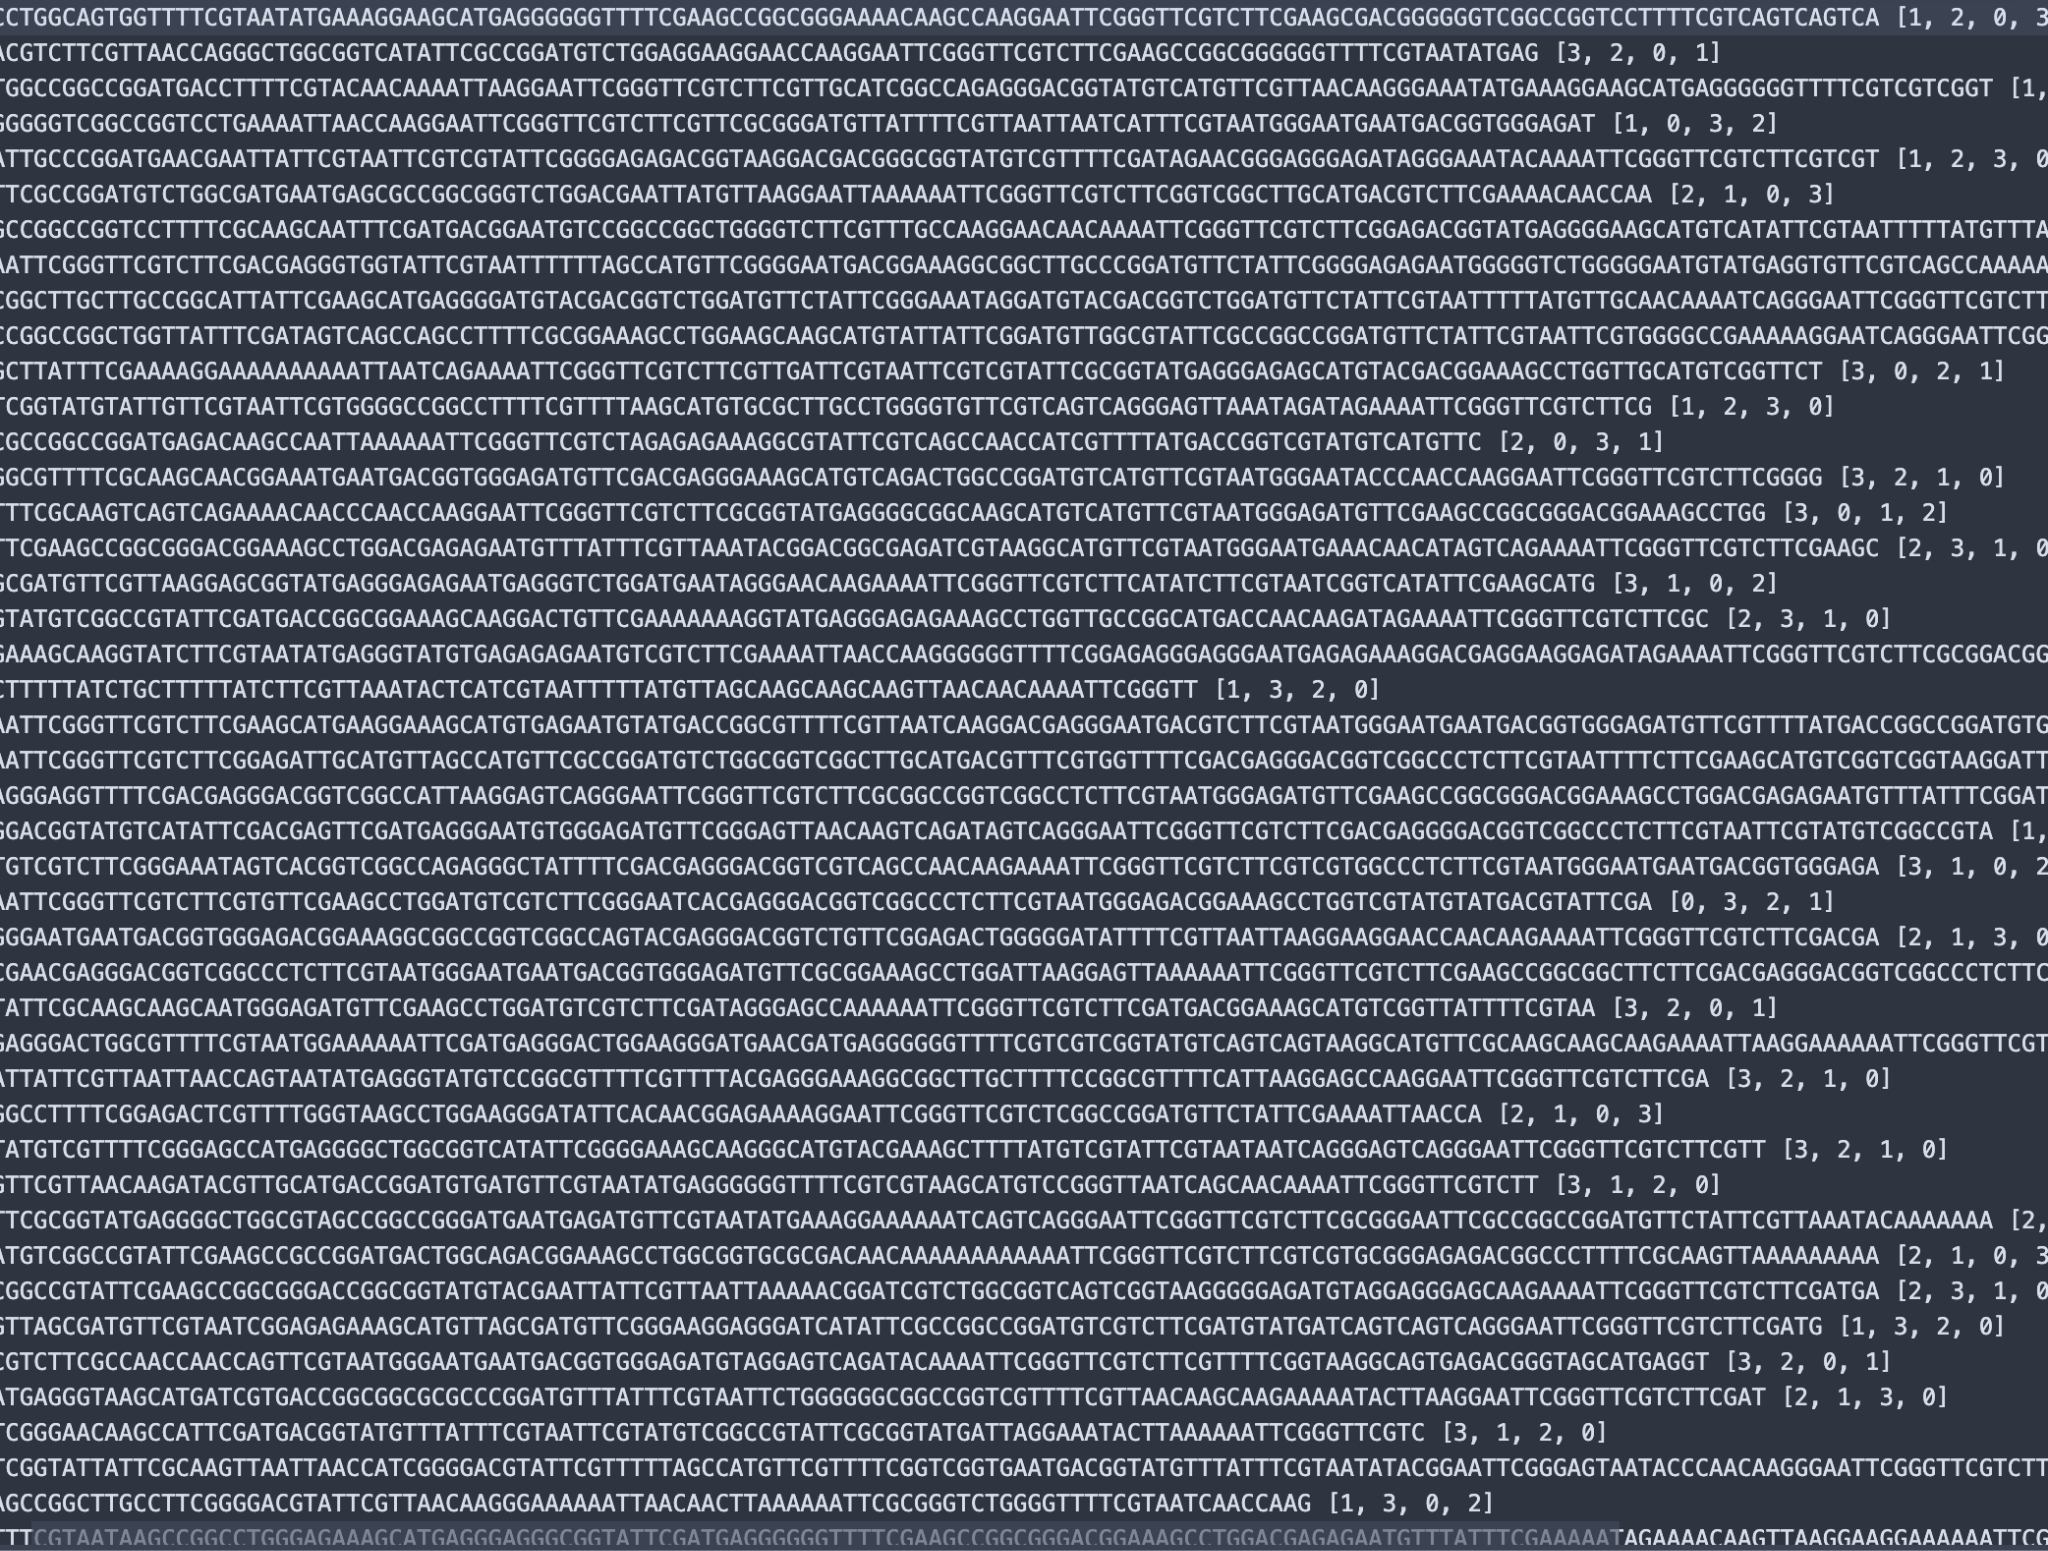 CCTGGCAGTGGTTTTCGTAATATGAAAGGAAGCATGAGGGGGGTTTTCGAAGCCGGCGGGAAAACAAGCCAAGGAATTCGGGTTCGTCTTCGAAGCGACGGGGGGTCGGCCGGTCCTTTTCGTCAGTCAGTCA [1, 2, 0, 3
ACGTCTTCGTTAACCAGGGCTGGCGGTCATATTCGCCGGATGTCTGGAGGAAGGAACCAAGGAATTCGGGTTCGTCTTCGAAGCCGGCGGGGGGTTTTCGTAATATGAG [3, 2, 0, 1]
TGGCCGGCCGGATGACCTTTTCGTACAACAAAATTAAGGAATTCGGGTTCGTCTTCGTTGCATCGGCCAGAGGGACGGTATGTCATGTTCGTTAACAAGGGAAATATGAAAGGAAGCATGAGGGGGGTTTTCGTCGTCGGT [1,
GGGGGTCGGCCGGTCCTGAAAATTAACCAAGGAATTCGGGTTCGTCTTCGTTCGCGGGATGTTATTTTCGTTAATTAATCATTTCGTAATGGGAATGAATGACGGTGGGAGAT [1, 0, 3, 2]
ATTGCCCGGATGAACGAATTATTCGTAATTCGTCGTATTCGGGGAGAGACGGTAAGGACGACGGGCGGTATGTCGTTTTCGATAGAACGGGAGGGAGATAGGGAAATACAAAATTCGGGTTCGTCTTCGTCGT [1, 2, 3, 0
TTCGCCGGATGTCTGGCGATGAATGAGCGCCGGCGGGTCTGGACGAATTATGTTAAGGAATTAAAAAATTCGGGTTCGTCTTCGGTCGGCTTGCATGACGTCTTCGAAAACAACCAA [2, 1, 0, 3]
GCCGGCCGGTCCTTTTCGCAAGCAATTTCGATGACGGAATGTCCGGCCGGCTGGGGTCTTCGTTTGCCAAGGAACAACAAAATTCGGGTTCGTCTTCGGAGACGGTATGAGGGGAAGCATGTCATATTCGTAATTTTTATGTTTA
AATTCGGGTTCGTCTTCGACGAGGGTGGTATTCGTAATTTTTTAGCCATGTTCGGGGAATGACGGAAAGGCGGCTTGCCCGGATGTTCTATTCGGGGAGAGAATGGGGGTCTGGGGGAATGTATGAGGTGTTCGTCAGCCAAAAA
CGGCTTGCTTGCCGGCATTATTCGAAGCATGAGGGGATGTACGACGGTCTGGATGTTCTATTCGGGAAATAGGATGTACGACGGTCTGGATGTTCTATTCGTAATTTTTATGTTGCAACAAAATCAGGGAATTCGGGTTCGTCTT
CCGGCCGGCTGGTTATTTCGATAGTCAGCCAGCCTTTTCGCGGAAAGCCTGGAAGCAAGCATGTATTATTCGGATGTTGGCGTATTCGCCGGCCGGATGTTCTATTCGTAATTCGTGGGGCCGAAAAAGGAATCAGGGAATTCGG
GCTTATTTCGAAAAGGAAAAAAAAAATTAATCAGAAAATTCGGGTTCGTCTTCGTTGATTCGTAATTCGTCGTATTCGCGGTATGAGGGAGAGCATGTACGACGGAAAGCCTGGTTGCATGTCGGTTCT [3, 0, 2, 1]
TCGGTATGTATTGTTCGTAATTCGTGGGGCCGGCCTTTTCGTTTTAAGCATGTGCGCTTGCCTGGGGTGTTCGTCAGTCAGGGAGTTAAATAGATAGAAAATTCGGGTTCGTCTTCG [1, 2, 3, 0]
CGCCGGCCGGATGAGACAAGCCAATTAAAAAATTCGGGTTCGTCTAGAGAGAAAGGCGTATTCGTCAGCCAACCATCGTTTTATGACCGGTCGTATGTCATGTTC [2, 0, 3, 1]
GGCGTTTTCGCAAGCAACGGAAATGAATGACGGTGGGAGATGTTCGACGAGGGAAAGCATGTCAGACTGGCCGGATGTCATGTTCGTAATGGGAATACCCAACCAAGGAATTCGGGTTCGTCTTCGGGG [3, 2, 1, 0]
TTTCGCAAGTCAGTCAGAAAACAACCCAACCAAGGAATTCGGGTTCGTCTTCGCGGTATGAGGGGCGGCAAGCATGTCATGTTCGTAATGGGAGATGTTCGAAGCCGGCGGGACGGAAAGCCTGG [3, 0, 1, 2]
TTCGAAGCCGGCGGGACGGAAAGCCTGGACGAGAGAATGTTTATTTCGTTAAATACGGACGGCGAGATCGTAAGGCATGTTCGTAATGGGAATGAAACAACATAGTCAGAAAATTCGGGTTCGTCTTCGAAGC [2, 3, 1, 0
GCGATGTTCGTTAAGGAGCGGTATGAGGGAGAGAATGAGGGTCTGGATGAATAGGGAACAAGAAAATTCGGGTTCGTCTTCATATCTTCGTAATCGGTCATATTCGAAGCATG [3, 1, 0, 2]
GTATGTCGGCCGTATTCGATGACCGGCGGAAAGCAAGGACTGTTCGAAAAAAAGGTATGAGGGAGAGAAAGCCTGGTTGCCGGCATGACCAACAAGATAGAAAATTCGGGTTCGTCTTCGC [2, 3, 1, 0]
GAAAGCAAGGTATCTTCGTAATATGAGGGTATGTGAGAGAGAATGTCGTCTTCGAAAATTAACCAAGGGGGGTTTTCGGAGAGGGAGGGAATGAGAGAAAGGACGAGGAAGGAGATAGAAAATTCGGGTTCGTCTTCGCGGACGG
CTTTTTATCTGCTTTTTATCTTCGTTAAATACTCATCGTAATTTTTATGTTAGCAAGCAAGCAAGTTAACAACAAAATTCGGGTT [1, 3, 2, 0]
AATTCGGGTTCGTCTTCGAAGCATGAAGGAAAGCATGTGAGAATGTATGACCGGCGTTTTCGTTAATCAAGGACGAGGGAATGACGTCTTCGTAATGGGAATGAATGACGGTGGGAGATGTTCGTTTTATGACCGGCCGGATGTG
AATTCGGGTTCGTCTTCGGAGATTGCATGTTAGCCATGTTCGCCGGATGTCTGGCGGTCGGCTTGCATGACGTTTCGTGGTTTTCGACGAGGGACGGTCGGCCCTCTTCGTAATTTTCTTCGAAGCATGTCGGTCGGTAAGGATT
AGGGAGGTTTTCGACGAGGGACGGTCGGCCATTAAGGAGTCAGGGAATTCGGGTTCGTCTTCGCGGCCGGTCGGCCTCTTCGTAATGGGAGATGTTCGAAGCCGGCGGGACGGAAAGCCTGGACGAGAGAATGTTTATTTCGGAT
GGACGGTATGTCATATTCGACGAGTTCGATGAGGGAATGTGGGAGATGTTCGGGAGTTAACAAGTCAGATAGTCAGGGAATTCGGGTTCGTCTTCGACGAGGGGACGGTCGGCCCTCTTCGTAATTCGTATGTCGGCCGTA [1,
TGTCGTCTTCGGGAAATAGTCACGGTCGGCCAGAGGGCTATTTTCGACGAGGGACGGTCGTCAGCCAACAAGAAAATTCGGGTTCGTCTTCGTCGTGGCCCTCTTCGTAATGGGAATGAATGACGGTGGGAGA [3, 1, 0, 2
AATTCGGGTTCGTCTTCGTGTTCGAAGCCTGGATGTCGTCTTCGGGAATCACGAGGGACGGTCGGCCCTCTTCGTAATGGGAGACGGAAAGCCTGGTCGTATGTATGACGTATTCGA [0, 3, 2, 1]
GGGAATGAATGACGGTGGGAGACGGAAAGGCGGCCGGTCGGCCAGTACGAGGGACGGTCTGTTCGGAGACTGGGGGATATTTTCGTTAATTAAGGAAGGAACCAACAAGAAAATTCGGGTTCGTCTTCGACGA [2, 1, 3, 0
CGAACGAGGGACGGTCGGCCCTCTTCGTAATGGGAATGAATGACGGTGGGAGATGTTCGCGGAAAGCCTGGATTAAGGAGTTAAAAAATTCGGGTTCGTCTTCGAAGCCGGCGGCTTCTTCGACGAGGGACGGTCGGCCCTCTTC
TATTCGCAAGCAAGCAATGGGAGATGTTCGAAGCCTGGATGTCGTCTTCGATAGGGAGCCAAAAAATTCGGGTTCGTCTTCGATGACGGAAAGCATGTCGGTTATTTTCGTAA [3, 2, 0, 1]
GAGGGACTGGCGTTTTCGTAATGGAAAAAATTCGATGAGGGACTGGAAGGGATGAACGATGAGGGGGGTTTTCGTCGTCGGTATGTCAGTCAGTAAGGCATGTTCGCAAGCAAGCAAGAAAATTAAGGAAAAAATTCGGGTTCGT
ATTATTCGTTAATTAACCAGTAATATGAGGGTATGTCCGGCGTTTTCGTTTTACGAGGGAAAGGCGGCTTGCTTTTCCGGCGTTTTCATTAAGGAGCCAAGGAATTCGGGTTCGTCTTCGA [3, 2, 1, 0]
GGCCTTTTCGGAGACTCGTTTTGGGTAAGCCTGGAAGGGATATTCACAACGGAGAAAAGGAATTCGGGTTCGTCTCGGCCGGATGTTCTATTCGAAAATTAACCA [2, 1, 0, 3]
TATGTCGTTTTCGGGAGCCATGAGGGGCTGGCGGTCATATTCGGGGAAAGCAAGGGCATGTACGAAAGCTTTTATGTCGTATTCGTAATAATCAGGGAGTCAGGGAATTCGGGTTCGTCTTCGTT [3, 2, 1, 0]
GTTCGTTAACAAGATACGTTGCATGACCGGATGTGATGTTCGTAATATGAGGGGGGTTTTCGTCGTAAGCATGTCCGGGTTAATCAGCAACAAAATTCGGGTTCGTCTT [3, 1, 2, 0]
TTCGCGGTATGAGGGGCTGGCGTAGCCGGCCGGGATGAATGAGATGTTCGTAATATGAAAGGAAAAAATCAGTCAGGGAATTCGGGTTCGTCTTCGCGGGAATTCGCCGGCCGGATGTTCTATTCGTTAAATACAAAAAAA [2,
ATGTCGGCCGTATTCGAAGCCGCCGGATGACTGGCAGACGGAAAGCCTGGCGGTGCGCGACAACAAAAAAAAAAAATTCGGGTTCGTCTTCGTCGTGCGGGAGAGACGGCCCTTTTCGCAAGTTAAAAAAAAA [2, 1, 0, 3
CGGCCGTATTCGAAGCCGGCGGGACCGGCGGTATGTACGAATTATTCGTTAATTAAAAACGGATCGTCTGGCGGTCAGTCGGTAAGGGGGAGATGTAGGAGGGAGCAAGAAAATTCGGGTTCGTCTTCGATGA [2, 3, 1, 0
GTTAGCGATGTTCGTAATCGGAGAGAAAGCATGTTAGCGATGTTCGGGAAGGAGGGATCATATTCGCCGGCCGGATGTCGTCTTCGATGTATGATCAGTCAGTCAGGGAATTCGGGTTCGTCTTCGATG [1, 3, 2, 0]
CGTCTTCGCCAACCAACCAGTTCGTAATGGGAATGAATGACGGTGGGAGATGTAGGAGTCAGATACAAAATTCGGGTTCGTCTTCGTTTTCGGTAAGGCAGTGAGACGGGTAGCATGAGGT [3, 2, 0, 1]
ATGAGGGTAAGCATGATCGTGACCGGCGGCGCGCCCGGATGTTTATTTCGTAATTCTGGGGGGCGGCCGGTCGTTTTCGTTAACAAGCAAGAAAAATACTTAAGGAATTCGGGTTCGTCTTCGAT [2, 1, 3, 0]
TCGGGAACAAGCCATTCGATGACGGTATGTTTATTTCGTAATTCGTATGTCGGCCGTATTCGCGGTATGATTAGGAAATACTTAAAAAATTCGGGTTCGTC [3, 1, 2, 0]
TCGGTATTATTCGCAAGTTAATTAACCATCGGGGACGTATTCGTTTTTAGCCATGTTCGTTTTCGGTCGGTGAATGACGGTATGTTTATTTCGTAATATACGGAATTCGGGAGTAATACCCAACAAGGGAATTCGGGTTCGTCTT
AGCCGGCTTGCCTTCGGGGACGTATTCGTTAACAAGGGAAAAAATTAACAACTTAAAAAATTCGCGGGTCTGGGGTTTTCGTAATCAACCAAG [1, 3, 0, 2]
TTTCGTAATAAGCCGGCCTGGGAGAAAGCATGAGGGAGGGCGGTATTCGATGAGGGGGGTTTTCGAAGCCGGCGGGACGGAAAGCCTGGACGAGAGAATGTTTATTTCGAAAAATAGAAAACAAGTTAAGGAAGGAAAAAATTCG